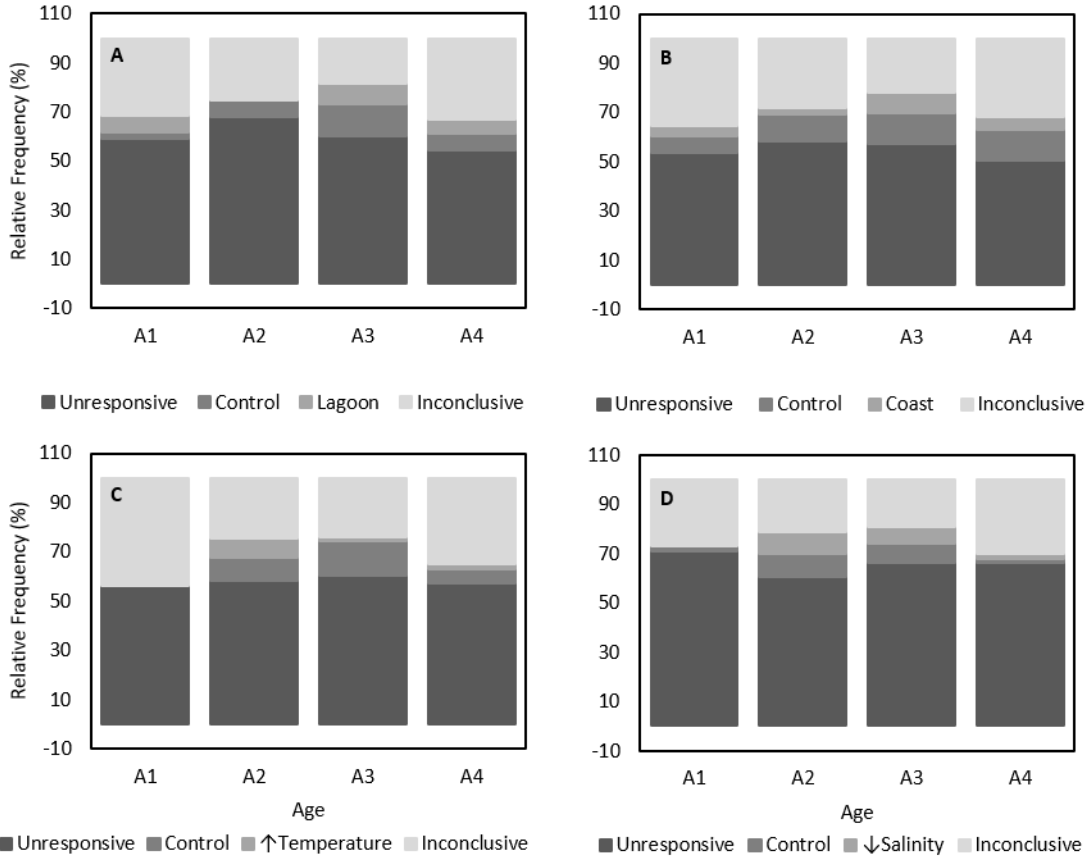 110
90
70
50
30
10
-10
Relative Frequency (%)
A
A1 A2 A3 A4
Unresponsive Control Lagoon Inconclusive
110
90
70
50
30
10
-10
B
A1 A2 A3 A4
Unresponsive Control Coast Inconclusive
110
90
70
50
30
10
-10
Relative Frequency (%)
C
A1 A2 A3 A4
Age
Unresponsive Control ↑Temperature Inconclusive
110
90
70
50
30
10
-10
D
A1 A2 A3 A4
Age
Unresponsive Control ↓Salinity Inconclusive